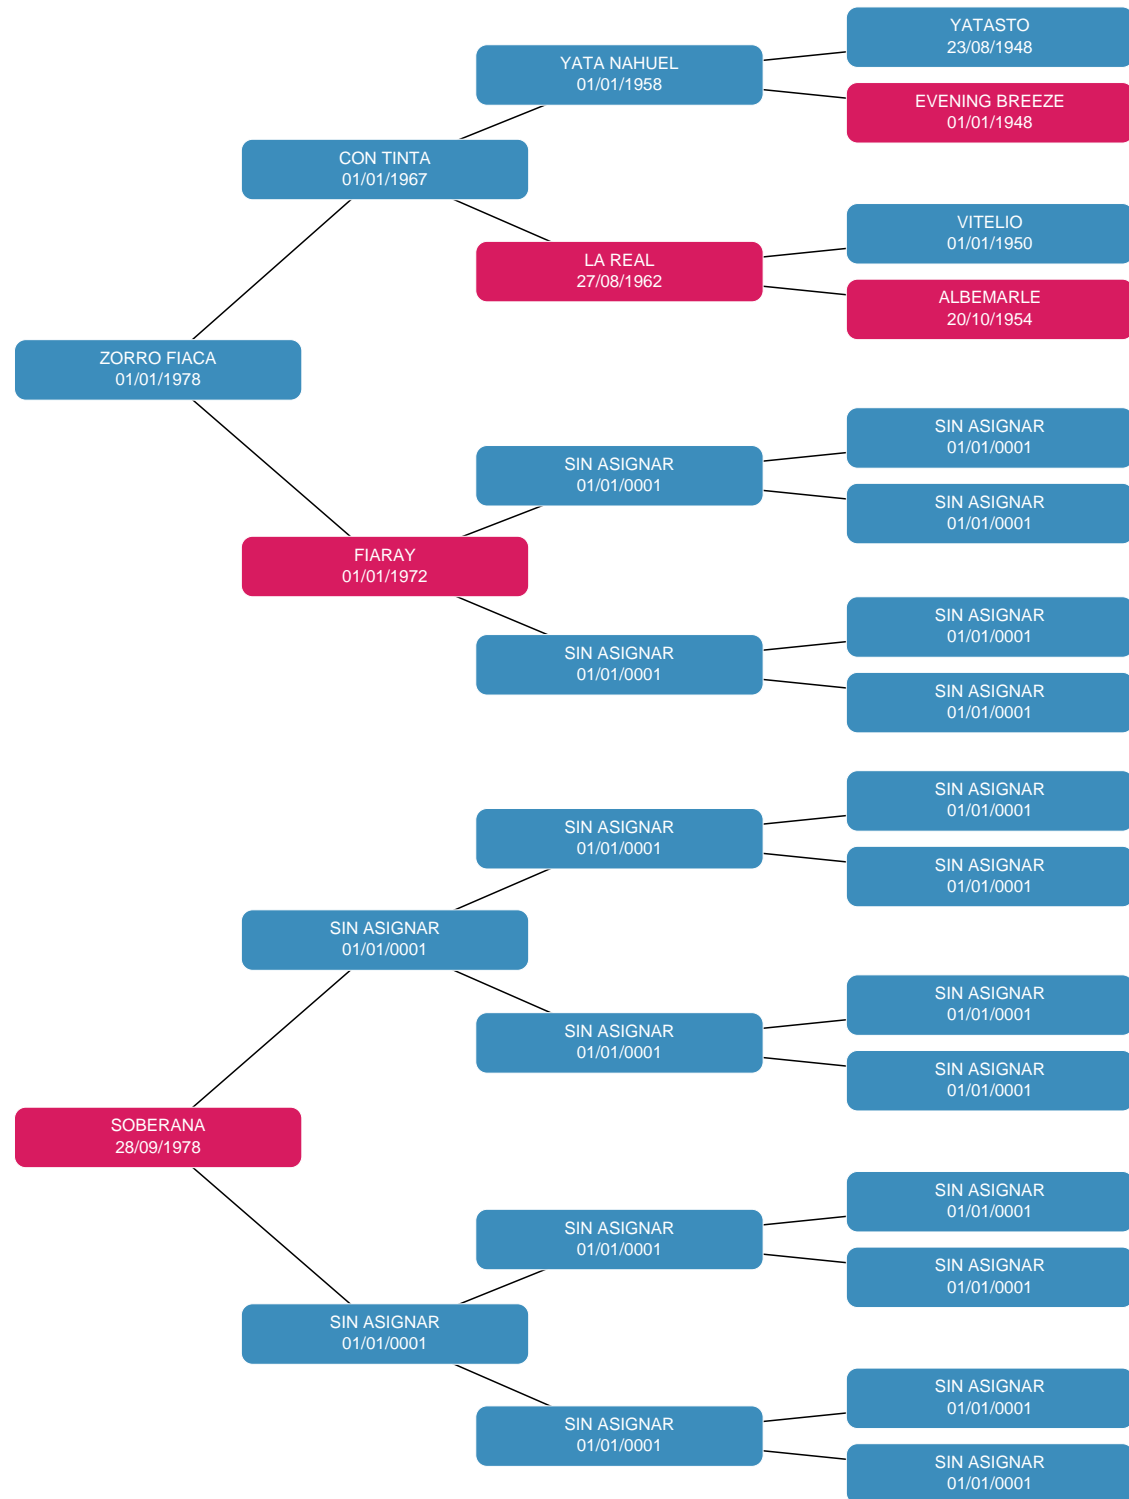 YATASTO
23/08/1948
YATA NAHUEL
01/01/1958
EVENING BREEZE
01/01/1948
CON TINTA
01/01/1967
VITELIO
01/01/1950
LA REAL
27/08/1962
ALBEMARLE
20/10/1954
ZORRO FIACA
01/01/1978
SIN ASIGNAR
01/01/0001
SIN ASIGNAR
01/01/0001
SIN ASIGNAR
01/01/0001
FIARAY
01/01/1972
SIN ASIGNAR
01/01/0001
SIN ASIGNAR
01/01/0001
SIN ASIGNAR
01/01/0001
SIN ASIGNAR
01/01/0001
SIN ASIGNAR
01/01/0001
SIN ASIGNAR
01/01/0001
SIN ASIGNAR
01/01/0001
SIN ASIGNAR
01/01/0001
SIN ASIGNAR
01/01/0001
SIN ASIGNAR
01/01/0001
SOBERANA
28/09/1978
SIN ASIGNAR
01/01/0001
SIN ASIGNAR
01/01/0001
SIN ASIGNAR
01/01/0001
SIN ASIGNAR
01/01/0001
SIN ASIGNAR
01/01/0001
SIN ASIGNAR
01/01/0001
SIN ASIGNAR
01/01/0001